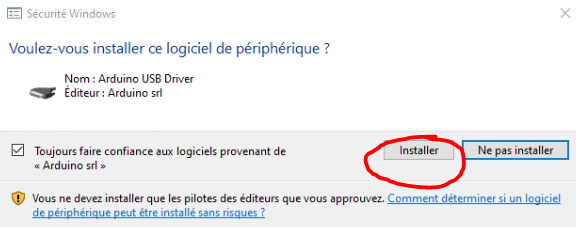 Sécurité Windows
Voulez-vous installer ce logiciel de périphérique ?
Nom : Arduino USB Driver
Éditeur : Arduino srl
Toujours faire confiance aux logiciels provenant de
« Arduino srl »
Installer
Ne pas installer
Vous ne devez installer que les pilotes des éditeurs que vous approuvez. Comment déterminer si un logiciel
de périphérique peut être installé sans risques ?